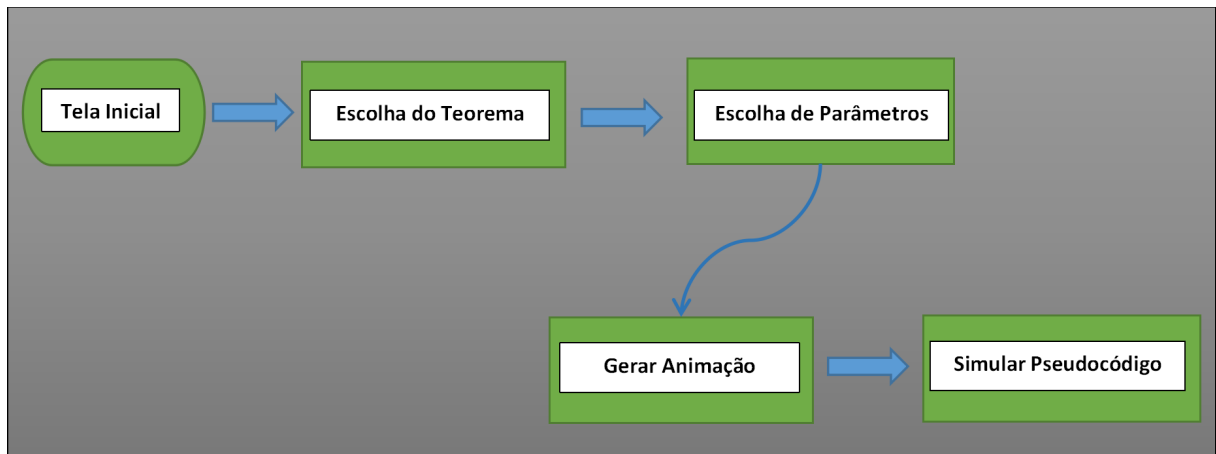 Tela Inicial
Escolha do Teorema
Escolha de Parâmetros
Gerar Animação
Simular Pseudocódigo